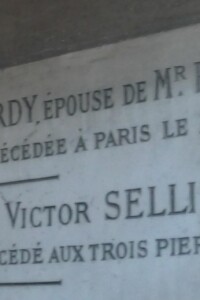 RDY, ÉPOUSE DE MR
ÉCÉDÉE À PARIS LE
VICTOR SELLI
CÉDÉ AUX TROIS PIER